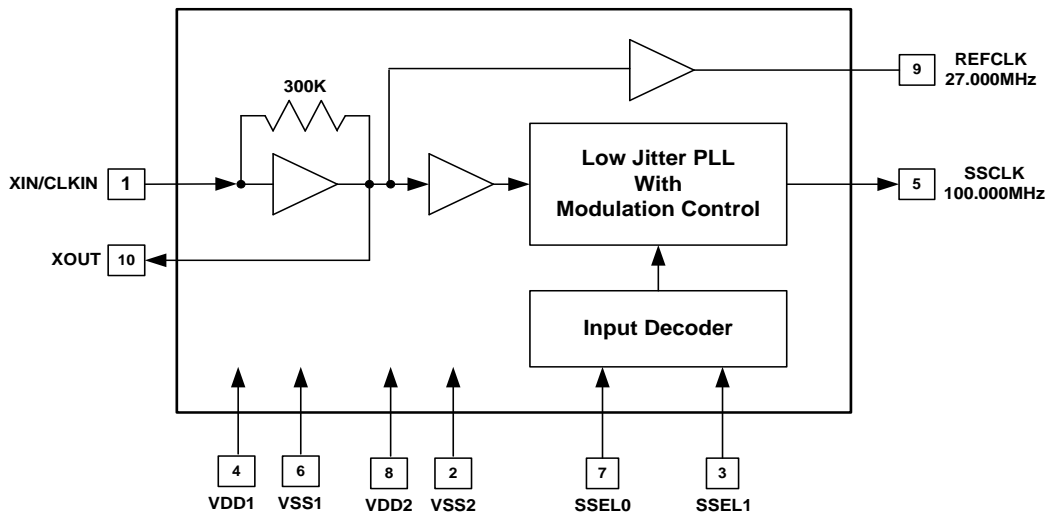 300K
REFCLK
27.000MHz
9
Low Jitter PLL
With
Modulation Control
XIN/CLKIN
1
5
SSCLK
100.000MHz
XOUT
10
Input Decoder
4
6
8
2
7
3
VDD1
VSS1
VDD2
VSS2
SSEL0
SSEL1